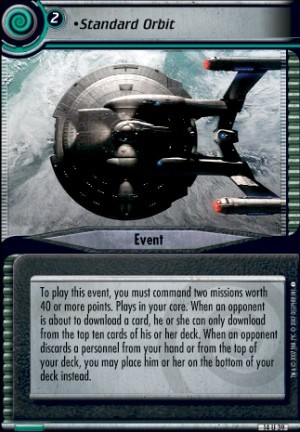 2
•Standard Orbit
Event
To play this event, you must command two missions worth
40 or more points. Plays in your core. When an opponent
is about to download a card, he or she can only download
from the top ten cards of his or her deck. When an opponent
discards a personnel from your hand or from the top of
your deck, you may place him or her on the bottom of your
deck instead.
14 U 39